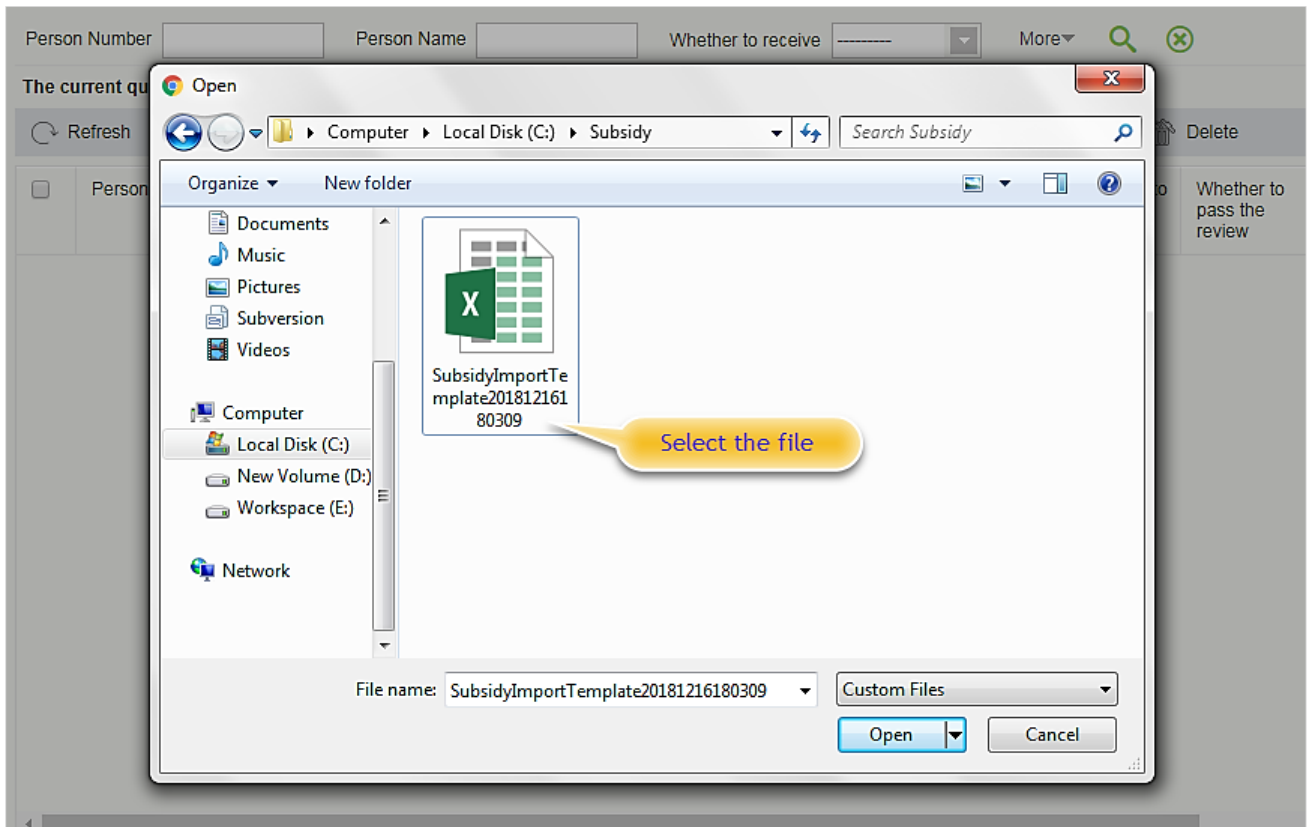 Person Number Person Name Whether to receive --------- More
The current qu
Open
Computer Local Disk (C:) Subsidy Search Subsidy
Refresh Delete
Organize New folder
Person Whether to
pass the
review
Documents
Music
Pictures
Subversion
Videos
Computer
Local Disk (C:)
New Volume (D:)
Workspace (E:)
Network
X
SubsidyImportTe
mplate201812161
80309
Select the file
File name: SubsidyImportTemplate20181216180309 Custom Files
Open Cancel